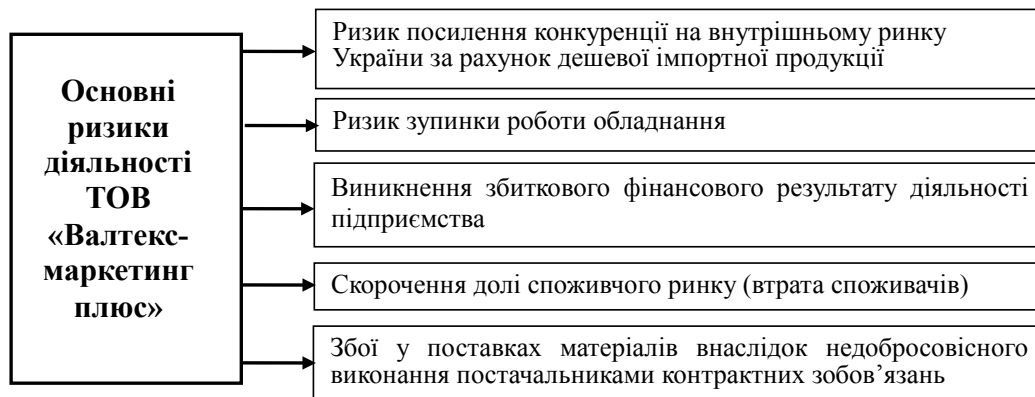 Основні
ризики
діяльності
ТОВ
«Валтекс-
маркетинг
плюс»
Ризик посилення конкуренції на внутрішньому ринку
України за рахунок дешевої імпортної продукції
Ризик зупинки роботи обладнання
Виникнення збиткового фінансового результату діяльності
підприємства
Скорочення долі споживчого ринку (втрата споживачів)
Збої у поставках матеріалів внаслідок недобросовісного
виконання постачальниками контрактних зобов’язань